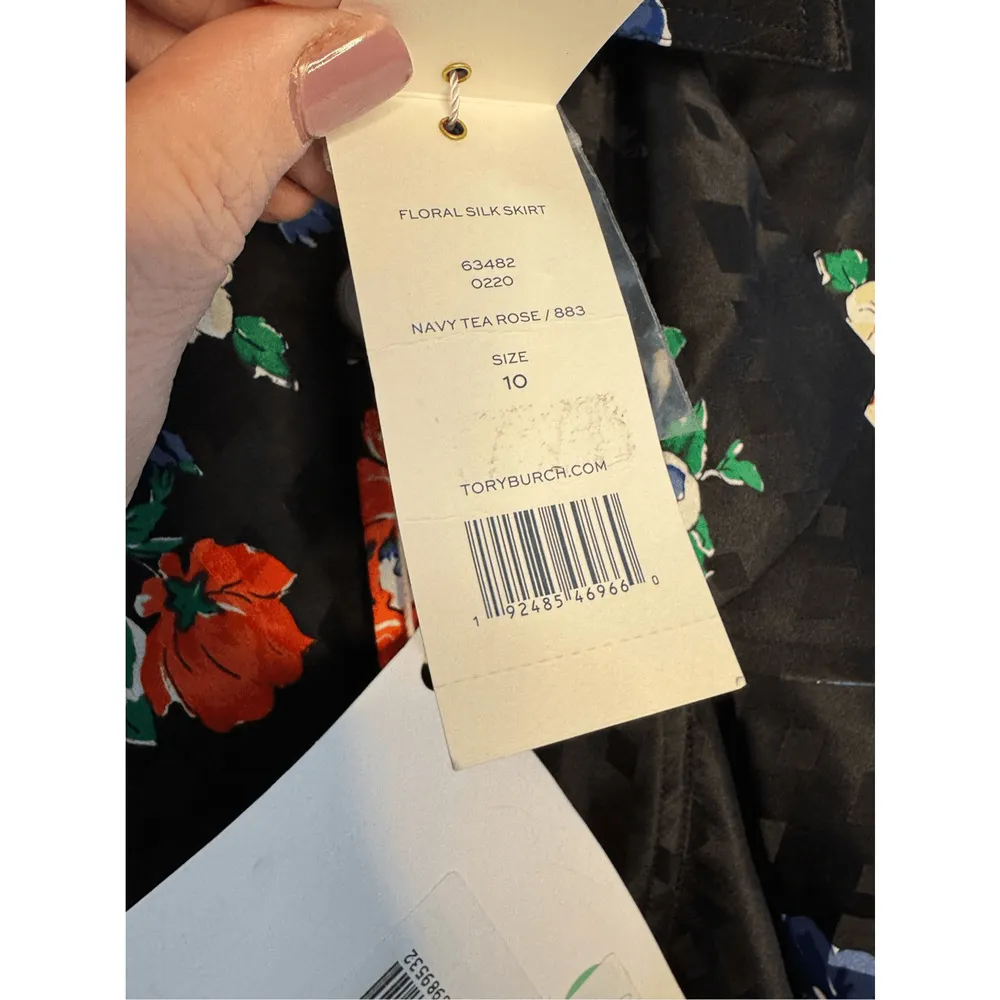 FLORAL SILK SKIRT
63482
0220
NAVY TEA ROSE / 883
SIZE
10
TORYBURCH.COM
1 92485 46966 0